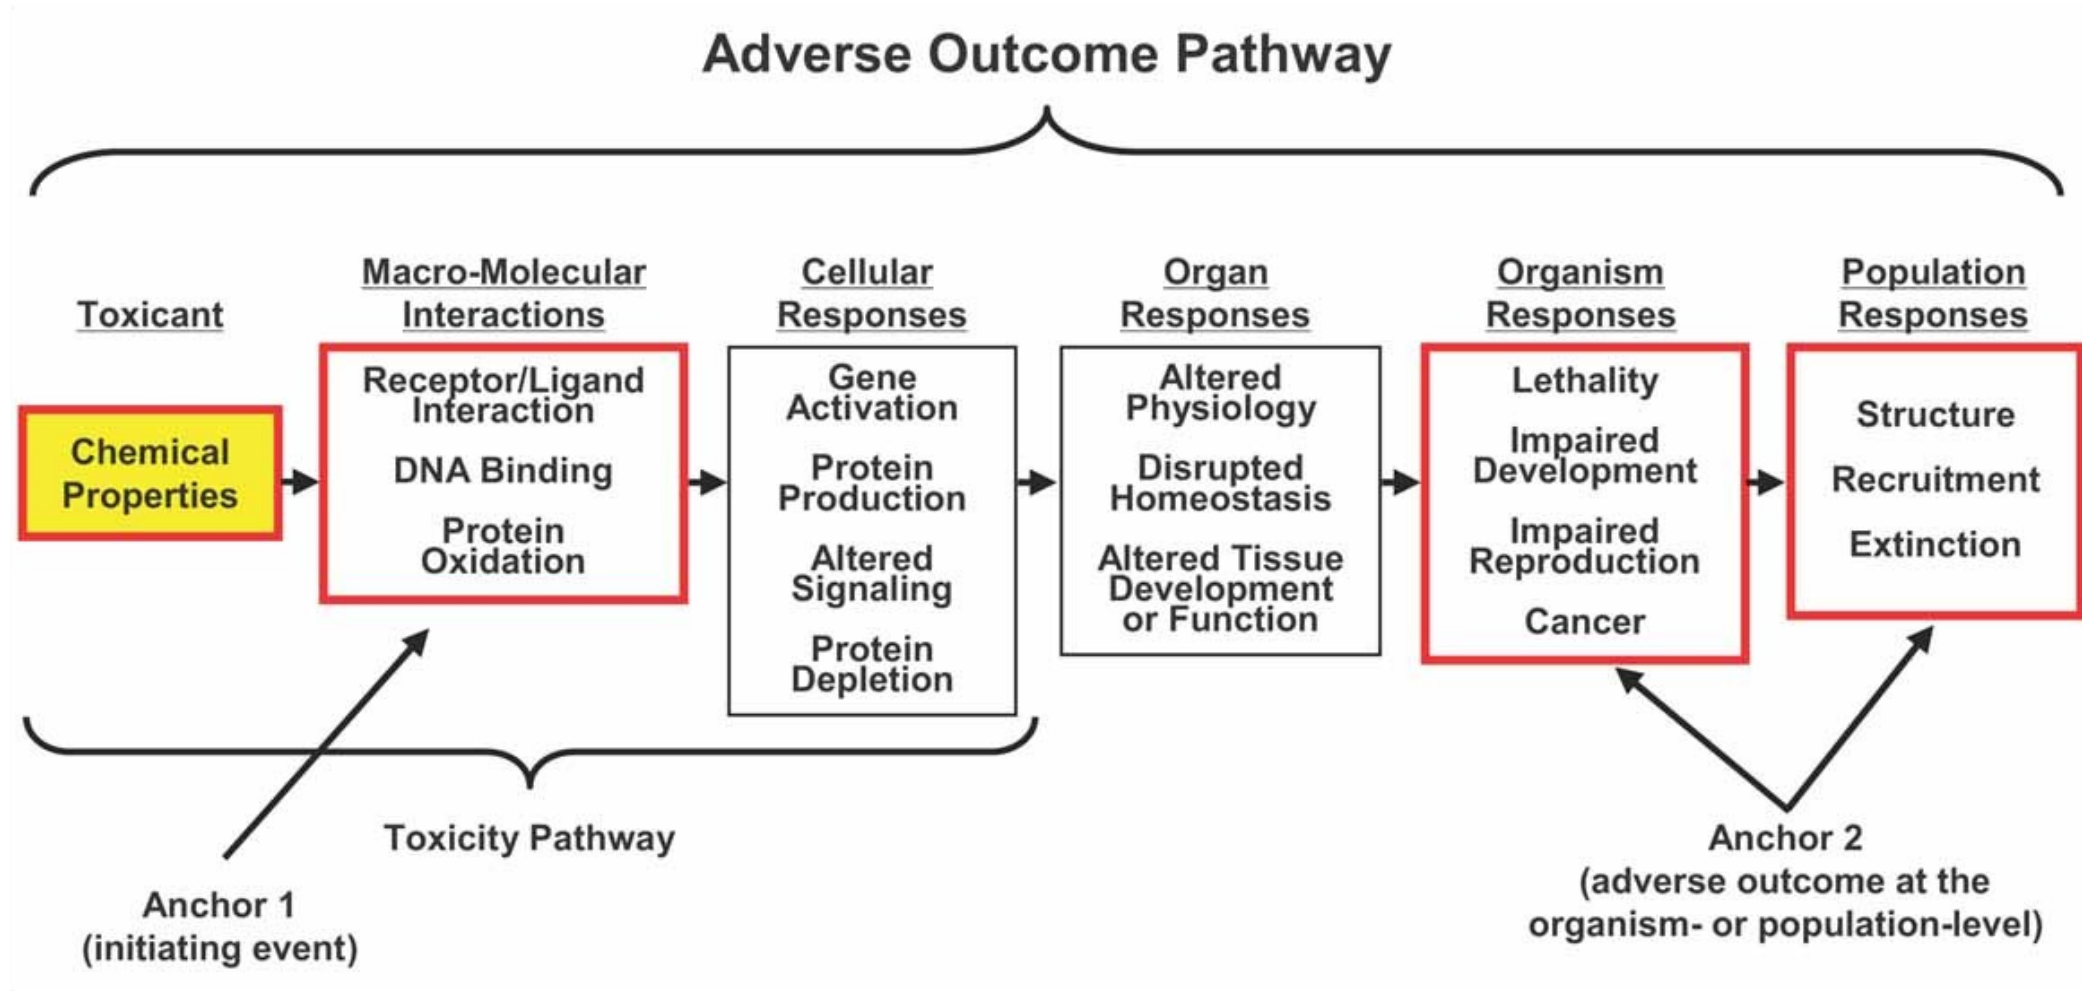 Adverse Outcome Pathway
Toxicant
Chemical
Properties
Macro-Molecular
Interactions
Receptor/Ligand
Interaction
DNA Binding
Protein
Oxidation
Cellular
Responses
Gene
Activation
Protein
Production
Altered
Signaling
Protein
Depletion
Organ
Responses
Altered
Physiology
Disrupted
Homeostasis
Altered Tissue
Development
or Function
Organism
Responses
Lethality
Impaired
Development
Impaired
Reproduction
Cancer
Population
Responses
Structure
Recruitment
Extinction
Toxicity Pathway
Anchor 1
(initiating event)
Anchor 2
(adverse outcome at the
organism- or population-level)